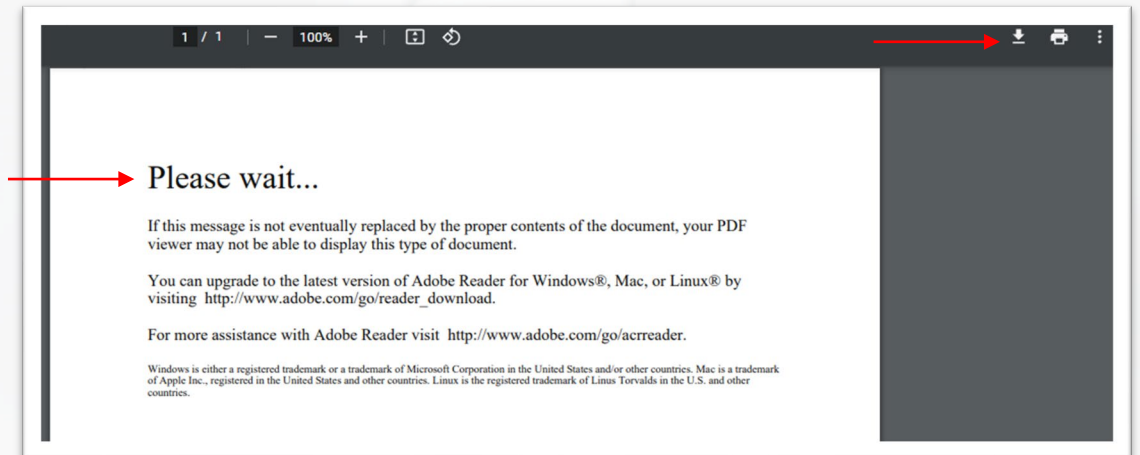 1 / 1 | — 100% + |
Please wait...
If this message is not eventually replaced by the proper contents of the document, your PDF
viewer may not be able to display this type of document.
You can upgrade to the latest version of Adobe Reader for Windows®, Mac, or Linux® by
visiting http://www.adobe.com/go/reader_download.
For more assistance with Adobe Reader visit http://www.adobe.com/go/acrreader.
Windows is either a registered trademark or a trademark of Microsoft Corporation in the United States and/or other countries. Mac is a trademark
of Apple Inc., registered in the United States and other countries. Linux is the registered trademark of Linus Torvalds in the U.S. and other
countries.